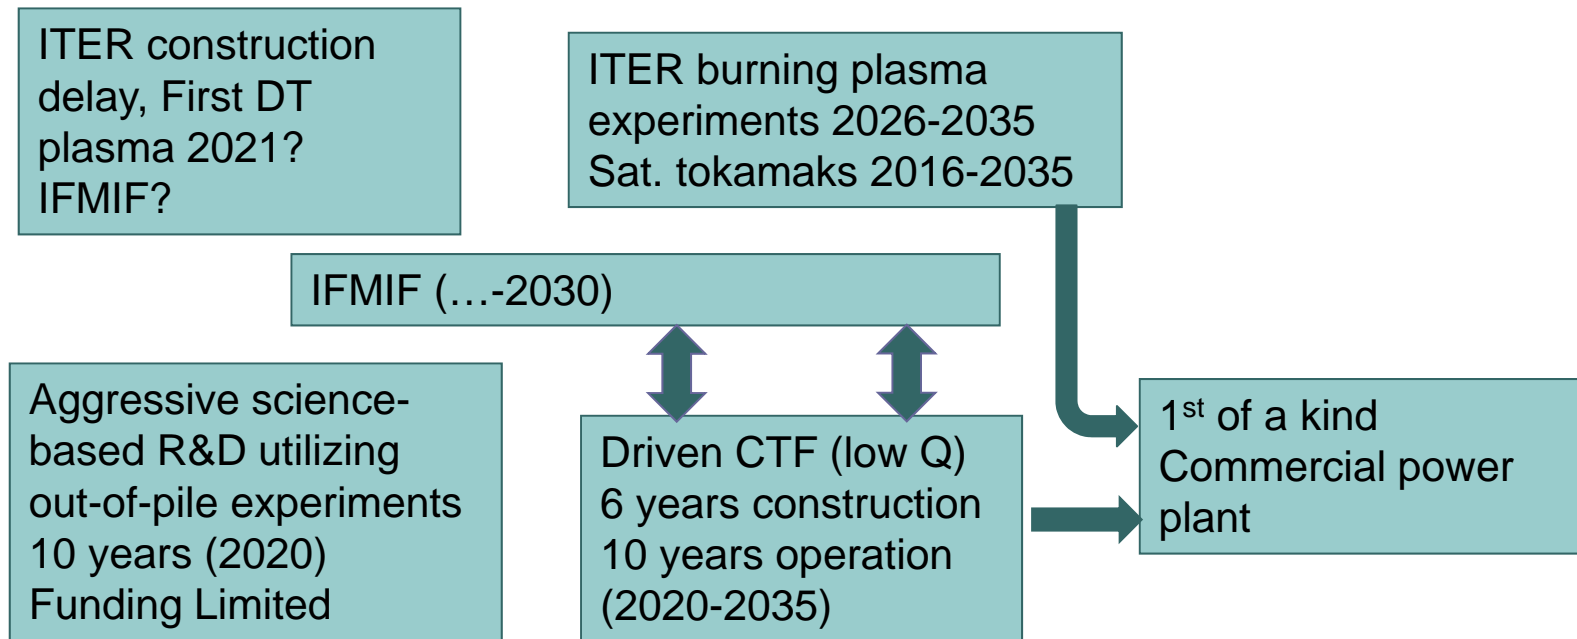 ITER construction
delay, First DT
plasma 2021?
IFMIF?
ITER burning plasma
experiments 2026-2035
Sat. tokamaks 2016-2035
IFMIF (…-2030)
Aggressive science-
based R&D utilizing
out-of-pile experiments
10 years (2020)
Funding Limited
Driven CTF (low Q)
6 years construction
10 years operation
(2020-2035)
1st of a kind
Commercial power
plant